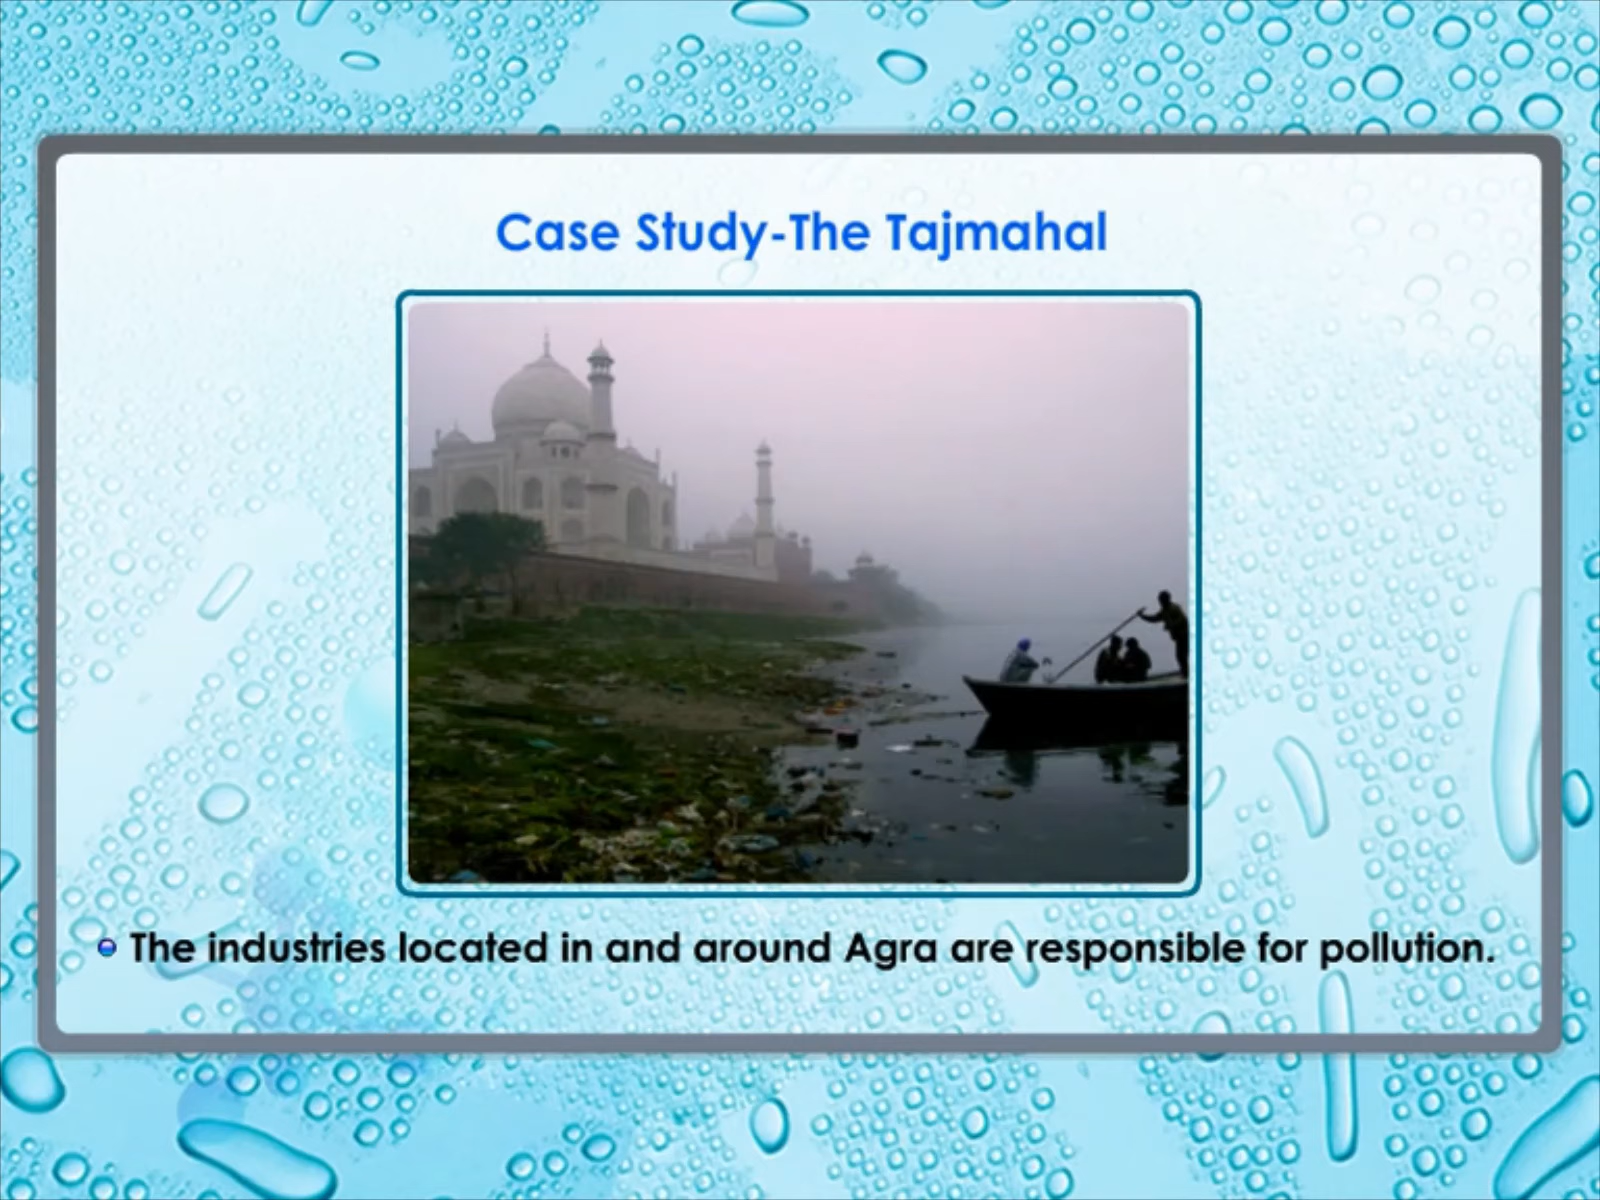 Case Study-The Tajmahal
The industries located in and around Agra are responsible for pollution.